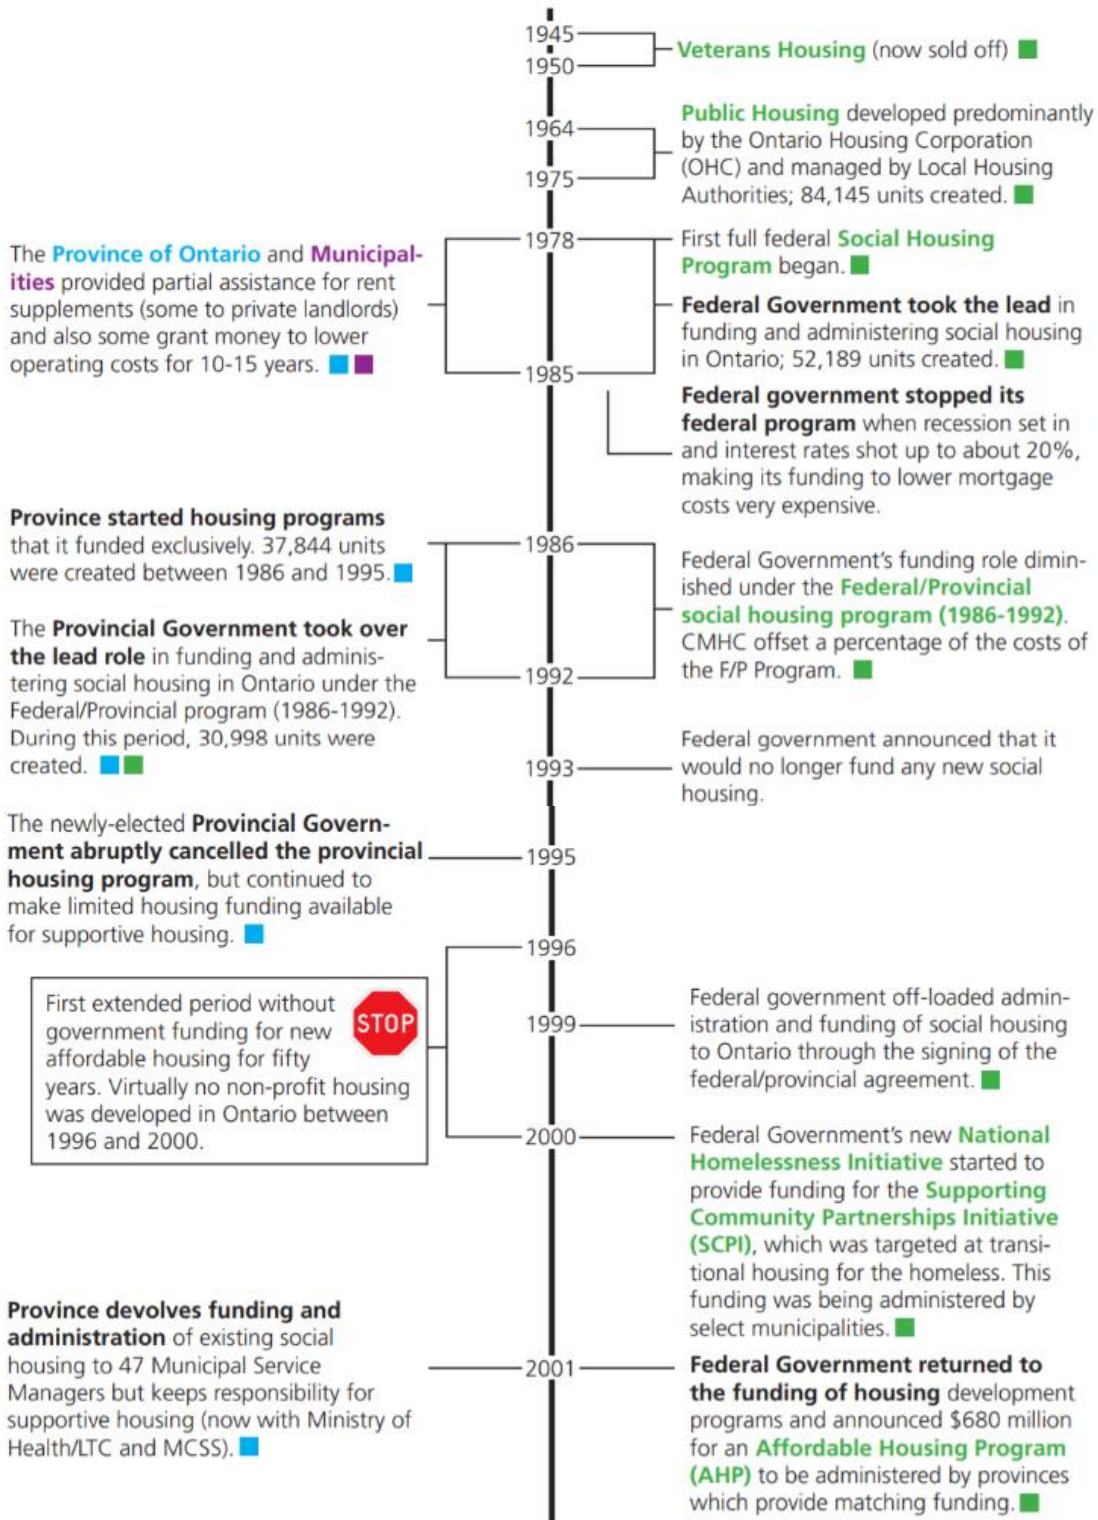 1945
Veterans Housing (now sold off)
1950
Public Housing developed predominantly
1964
by the Ontario Housing Corporation
(OHC) and managed by Local Housing
1975
Authorities; 84,145 units created.
1978
First full federal Social Housing
Program began.
The Province of Ontario and Municipal-
ities provided partial assistance for rent
supplements (some to private landlords)
and also some grant money to lower
operating costs for 10-15 years.
Federal Government took the lead in
funding and administering social housing
in Ontario; 52,189 units created.
1985
Federal government stopped its
federal program when recession set in
and interest rates shot up to about 20%,
making its funding to lower mortgage
costs very expensive.
Province started housing programs
that it funded exclusively. 37,844 units
were created between 1986 and 1995.
1986
Federal Government's funding role dimin-
ished under the Federal/Provincial
social housing program (1986-1992).
CMHC offset a percentage of the costs of
the F/P Program.
The Provincial Government took over
the lead role in funding and adminis-
tering social housing in Ontario under the
Federal/Provincial program (1986-1992).
During this period, 30,998 units were
created.
1992
Federal government announced that it
1993
would no longer fund any new social
housing.
The newly-elected Provincial Govern-
ment abruptly cancelled the provincial
housing program, but continued to
make limited housing funding available
for supportive housing.
1995
1996
First extended period without
government funding for new
affordable housing for fifty
years. Virtually no non-profit housing
was developed in Ontario between
1996 and 2000.
STOP
1999
Federal government off-loaded admin-
istration and funding of social housing
to Ontario through the signing of the
federal/provincial agreement.
2000
Federal Government's new National
Homelessness Initiative started to
provide funding for the Supporting
Community Partnerships Initiative
(SCPI), which was targeted at transi-
tional housing for the homeless. This
funding was being administered by
select municipalities.
Province devolves funding and
administration of existing social
housing to 47 Municipal Service
Managers but keeps responsibility for
supportive housing (now with Ministry of
Health/LTC and MCSS).
2001
Federal Government returned to
the funding of housing development
programs and announced $680 million
for an Affordable Housing Program
(AHP) to be administered by provinces
which provide matching funding.